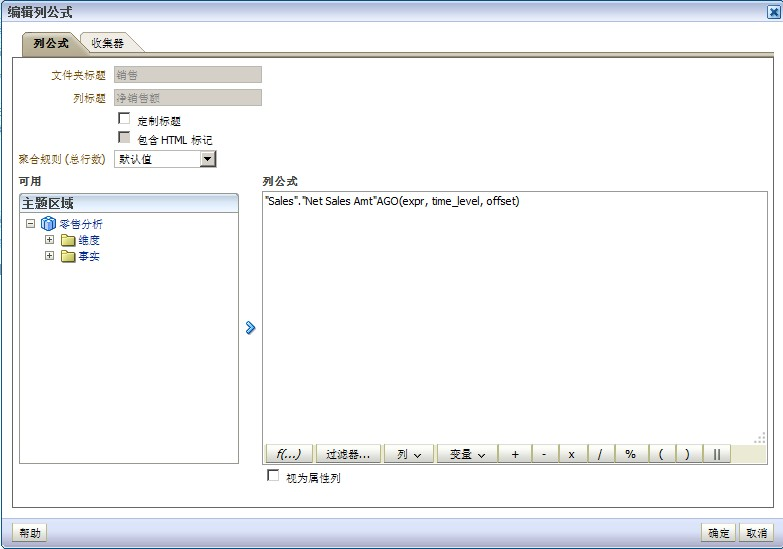 编辑列公式
列公式 收集器
文件夹标题 销售
列标题 净销售额
定制标题
包含 HTML 标记
聚合规则 (总行数) 默认值
可用
主题区域
零售分析
维度
事实
列公式
"Sales"."Net Sales Amt"AGO(expr, time_level, offset)
f(...) 过滤器... 列 变量 + - x / % ( ) ||
视为属性列
帮助 确定 取消